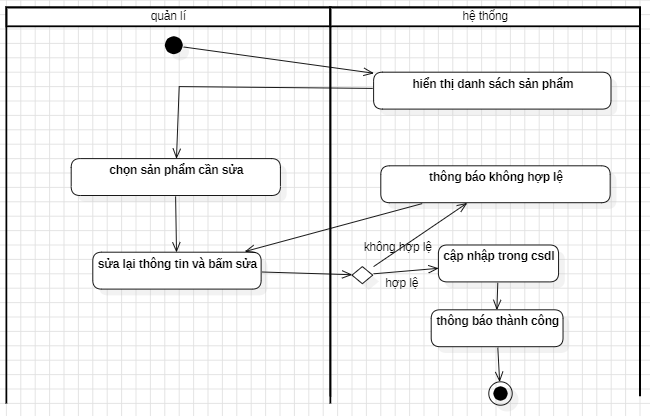 quản lí
hệ thống
hiển thị danh sách sản phẩm
chọn sản phẩm cần sửa
thông báo không hợp lệ
không hợp lệ
sửa lại thông tin và bấm sửa
cập nhập trong csdl
hợp lệ
thông báo thành công